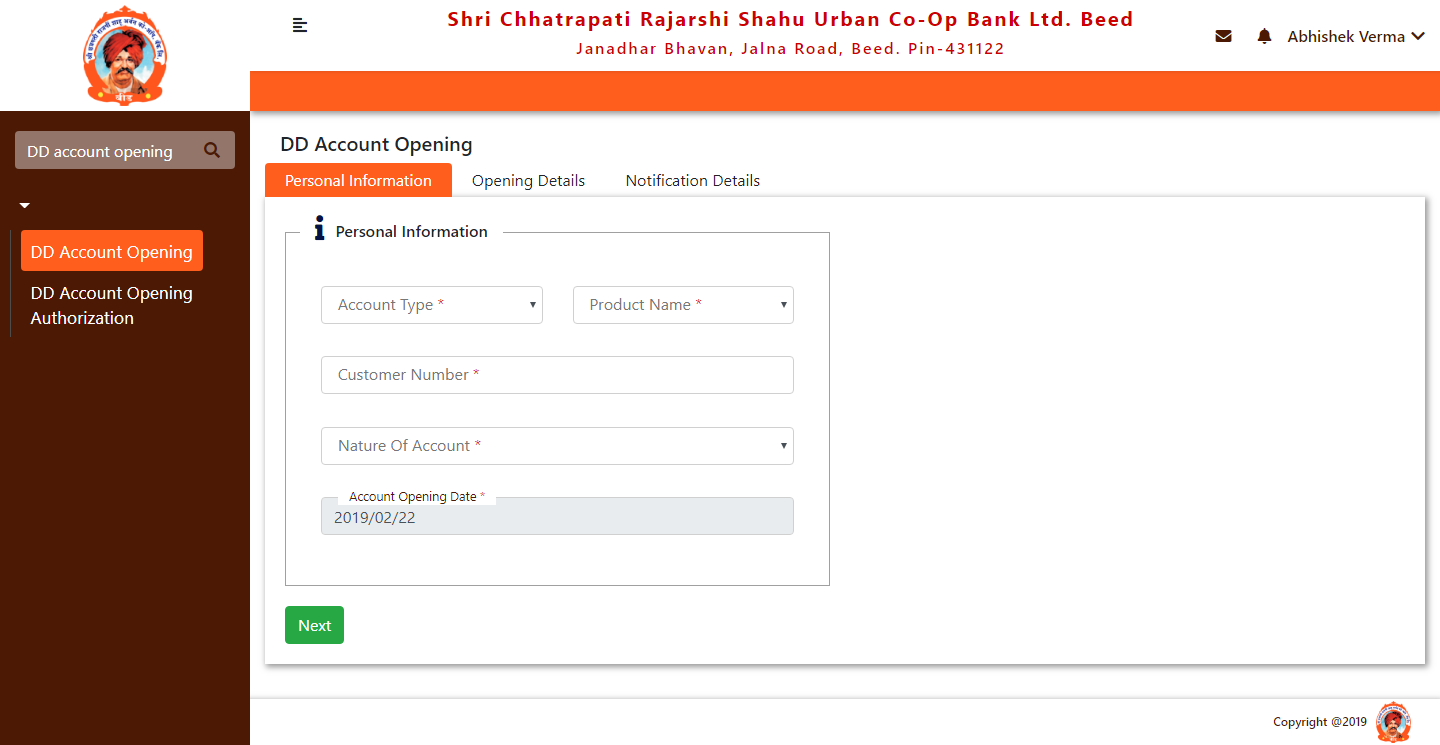 Shri Chhatrapati Rajarshi Shahu Urban Co-Op Bank Ltd. Beed
Janadhar Bhavan, Jalna Road, Beed. Pin-431122
Abhishek Verma
बीड
DD account opening
DD Account Opening
DD Account Opening
Authorization
DD Account Opening
Personal Information
Opening Details
Notification Details
Personal Information
Account Type *
Product Name *
Customer Number *
Nature Of Account *
Account Opening Date *
2019/02/22
Next
Copyright @2019